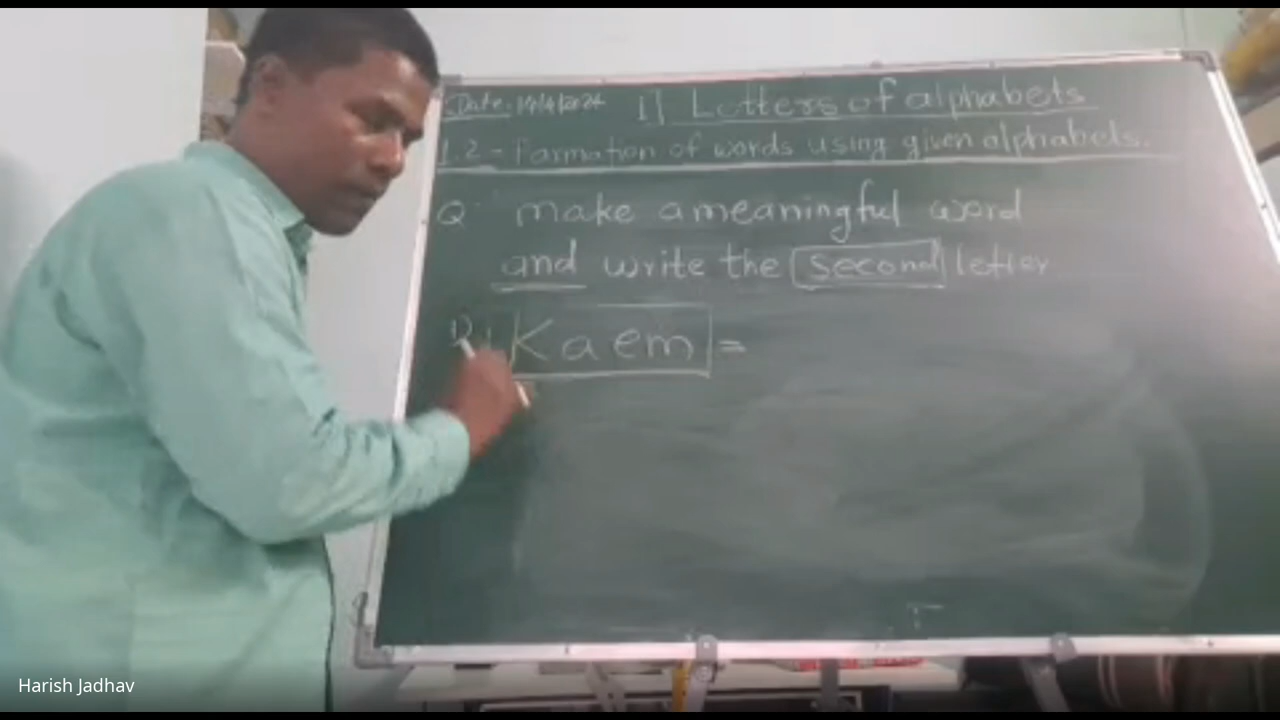 Date: 14/4/2024 1] Letters of alphabets
1.2 - Formation of words using given alphabets.
Q make a meaningful word
and write the second letter
1) Kaem =
Harish Jadhav